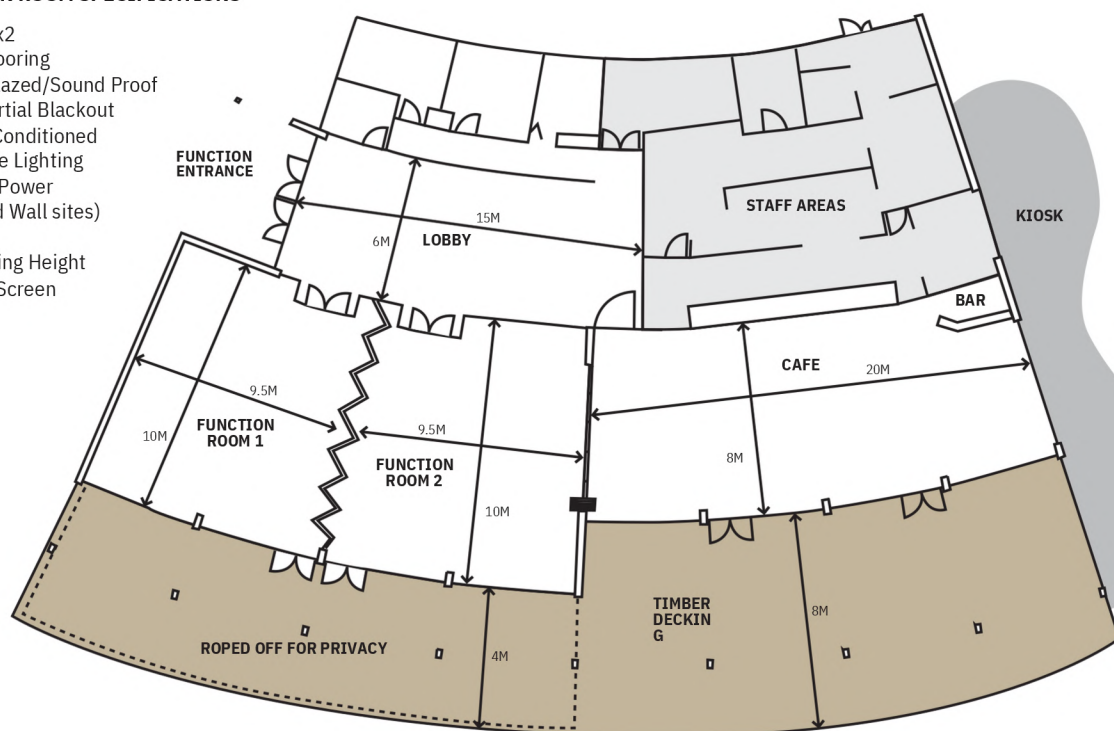 x2
ooring
azed/Sound Proof
rtial Blackout
Conditioned
e Lighting
Power
d Wall sites)
ing Height
Screen
FUNCTION
ENTRANCE
15M
6M
LOBBY
STAFF AREAS
KIOSK
BAR
CAFE
20M
8M
9.5M
10M
FUNCTION
ROOM 1
9.5M
FUNCTION
ROOM 2
10M
TIMBER
DECKIN
G
8M
ROPED OFF FOR PRIVACY
4M